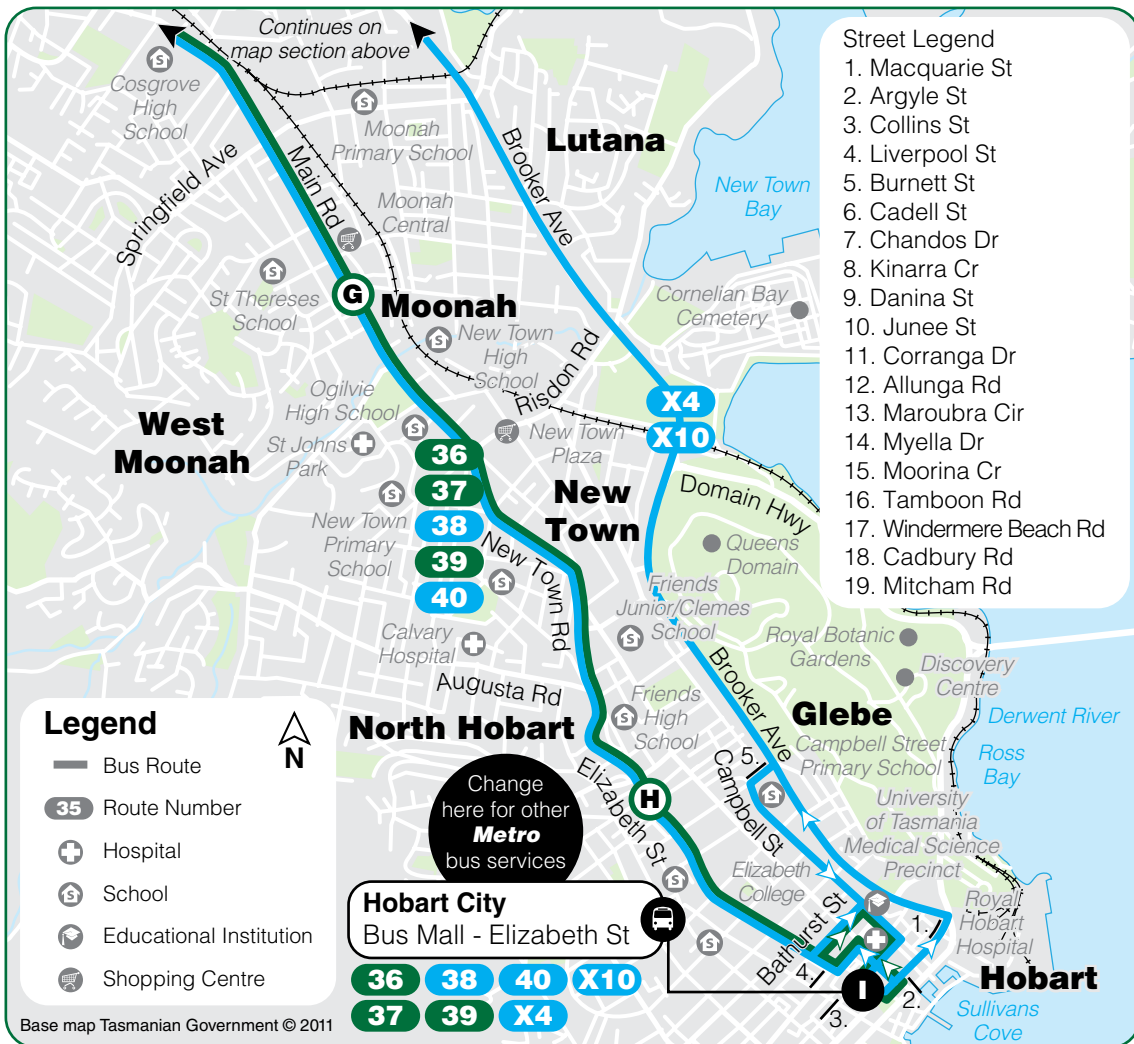 Continues on
map section above
Cosgrove
High
School
Moonah
Primary School
Lutana
Brooker Ave
New Town
Bay
Springfield Ave
Main Rd
Moonah
Central
St Thereses
School
G
Moonah
New Town
High
School
Cornelian Bay
Cemetery
Risdon Rd
Ogilvie
High School
West
Moonah
St Johns
Park
New Town
Plaza
X4
X10
36
37
38
39
40
New Town
Primary
School
New
Town
Domain Hwy
Queens
Domain
New Town Rd
Friends
Junior/Clemes
School
Royal Botanic
Gardens
Discovery
Centre
Calvary
Hospital
Augusta Rd
Brooker Ave
Friends
High
School
North Hobart
Glebe
Derwent River
Ross
Bay
Campbell Street
Primary School
5.
Campbell St
H
Elizabeth St
University
of Tasmania
Medical Science
Precinct
Elizabeth
College
Royal
Hobart
Hospital
Bathurst St
1.
4.
I
2.
3.
Hobart
Sullivans
Cove
Change
here for other
Metro
bus services
Hobart City
Bus Mall - Elizabeth St
36 38 40 X10
37 39 X4
Street Legend
1. Macquarie St
2. Argyle St
3. Collins St
4. Liverpool St
5. Burnett St
6. Cadell St
7. Chandos Dr
8. Kinarra Cr
9. Danina St
10. Junee St
11. Corranga Dr
12. Allunga Rd
13. Maroubra Cir
14. Myella Dr
15. Moorina Cr
16. Tamboon Rd
17. Windermere Beach Rd
18. Cadbury Rd
19. Mitcham Rd
Legend
N
Bus Route
35 Route Number
Hospital
School
Educational Institution
Shopping Centre
Base map Tasmanian Government © 2011